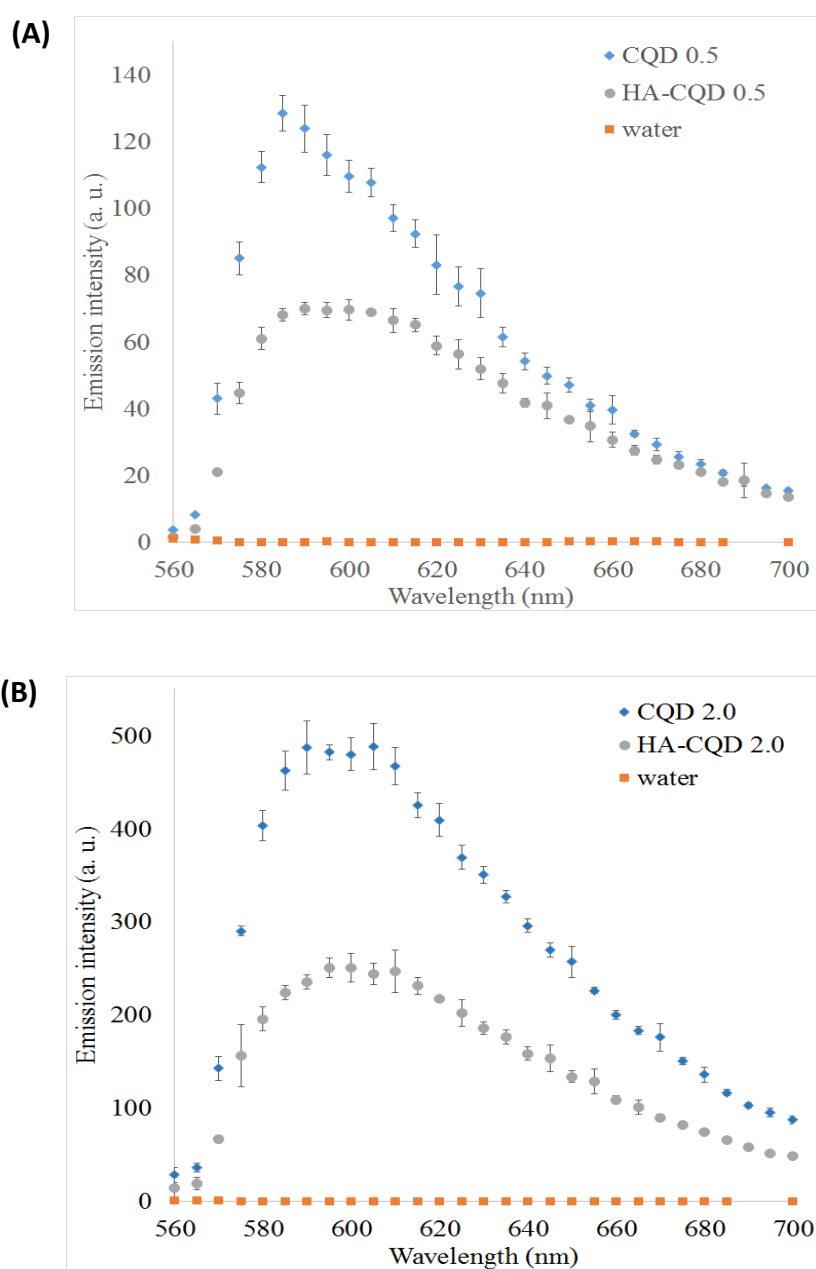 (A)
CQD 0.5
HA-CQD 0.5
water
Emission intensity (a. u.)
140
120
100
80
60
40
20
0
560 580 600 620 640 660 680 700
Wavelength (nm)
(B)
CQD 2.0
HA-CQD 2.0
water
Emission intensity (a. u.)
500
400
300
200
100
0
560 580 600 620 640 660 680 700
Wavelength (nm)